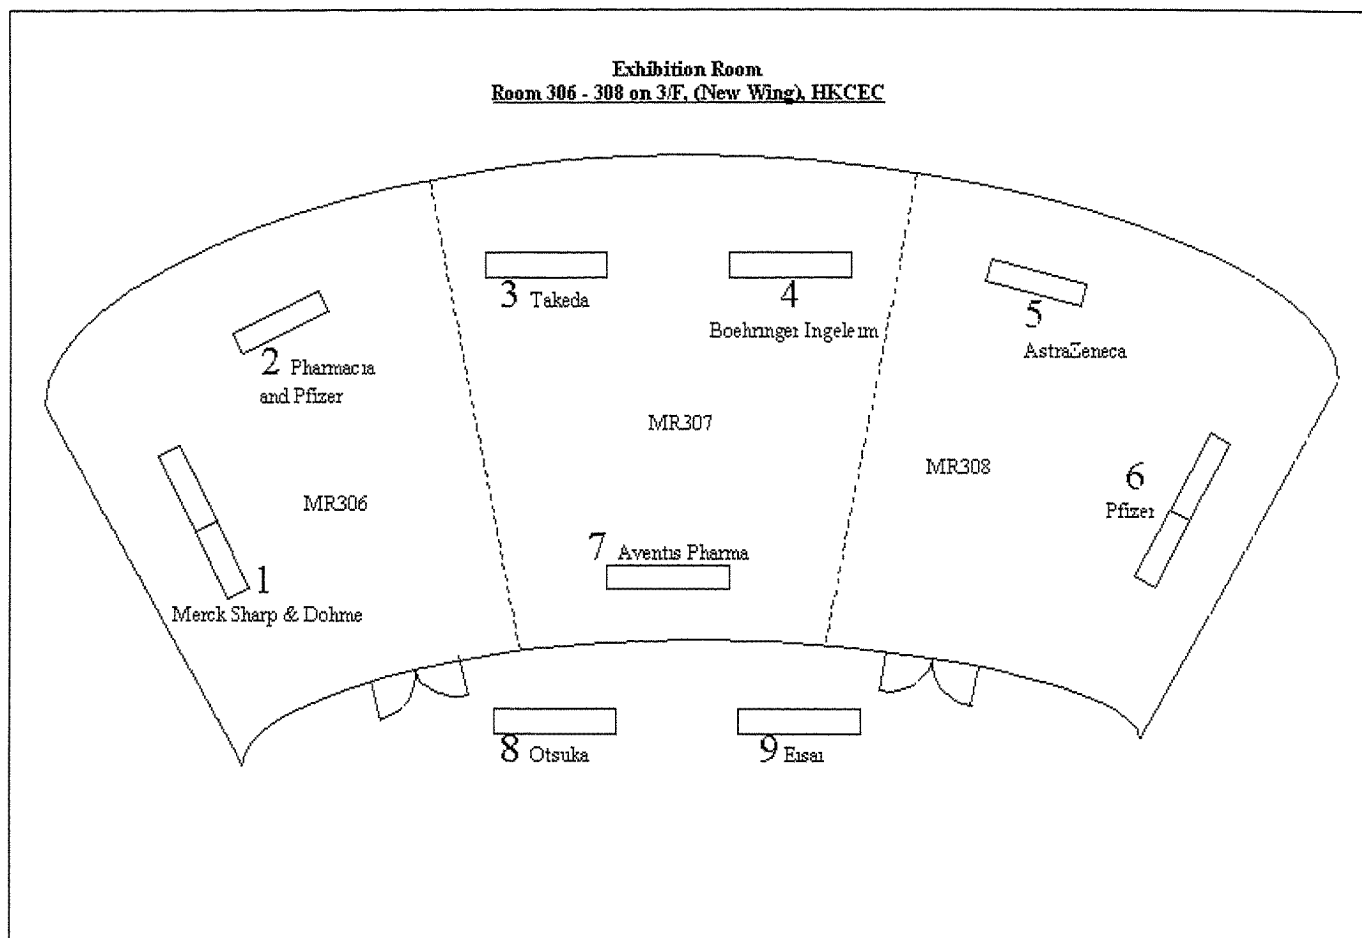 Exhibition Room
Room 306 - 308 on 3/F, (New Wing), HKCEC
3 Takeda
4
Boehringer Ingeleim
5
AstraZeneca
2 Pharmacia
and Pfizer
MR307
MR308
6
Pfizer
MR306
7 Aventis Pharma
1
Merck Sharp & Dohme
8 Otsuka
9 Eisai